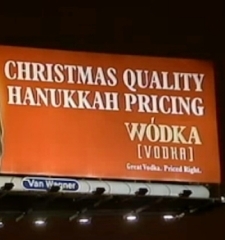 CHRISTMAS QUALITY
HANUKKAH PRICING
WÓDKA
[VODKA]
Great Vodka. Priced Right.
Van Wagner